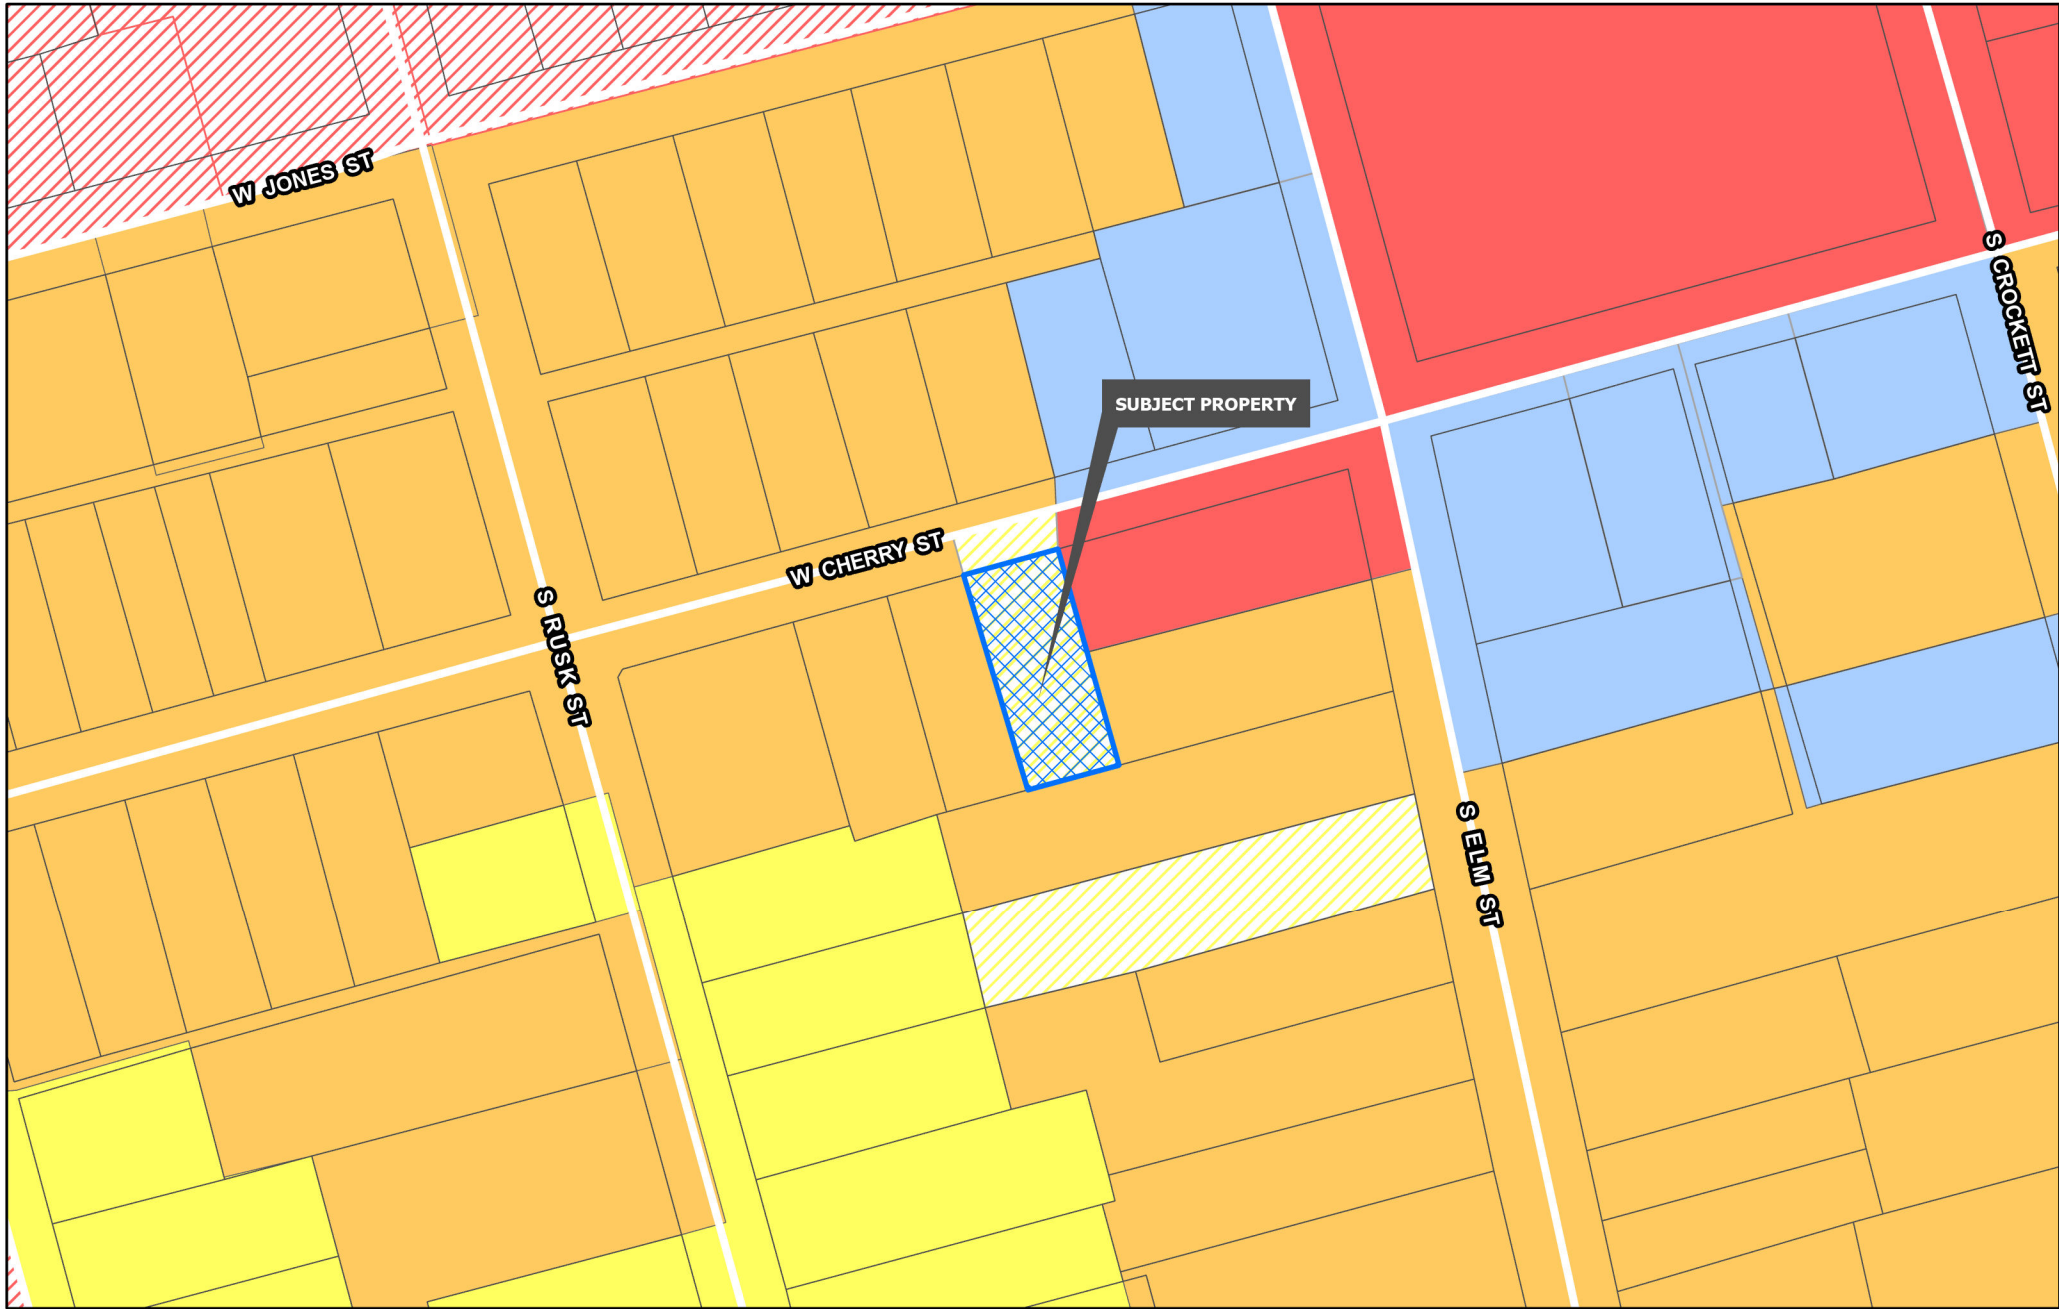 W JONES ST
S CROCKETT ST
SUBJECT PROPERTY
W CHERRY ST
S RUSK ST
S ELM ST